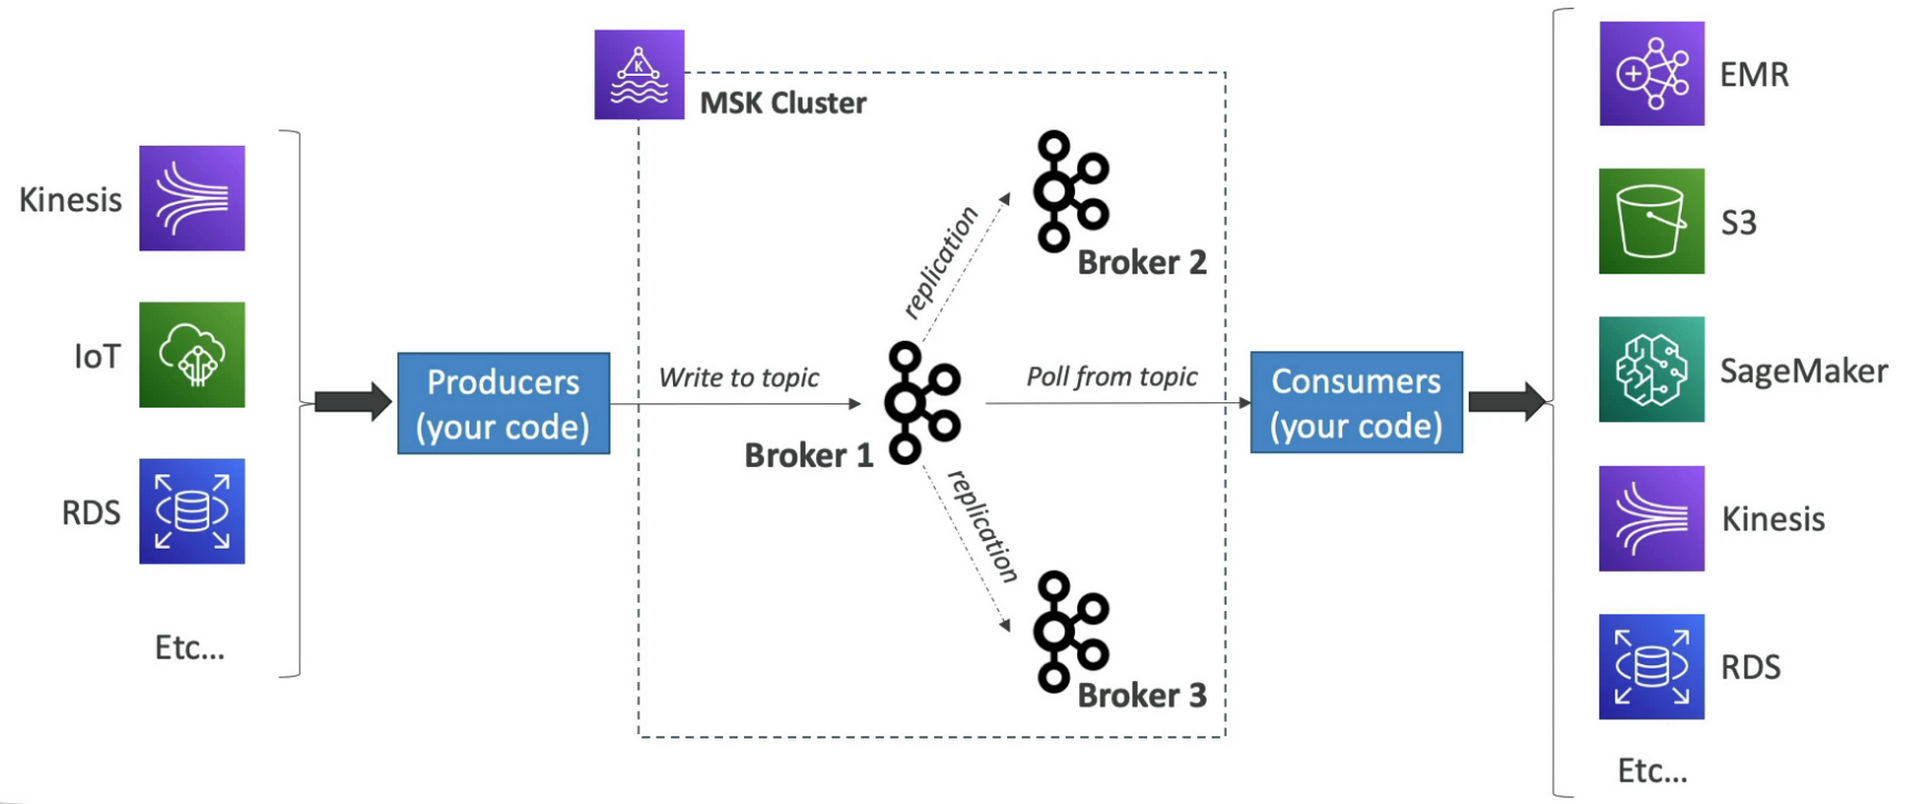 Kinesis
IoT
RDS
Etc...
Producers
(your code)
K
MSK Cluster
Write to topic
Broker 1
replication
Broker 2
replication
Broker 3
Poll from topic
Consumers
(your code)
EMR
S3
SageMaker
Kinesis
RDS
Etc...